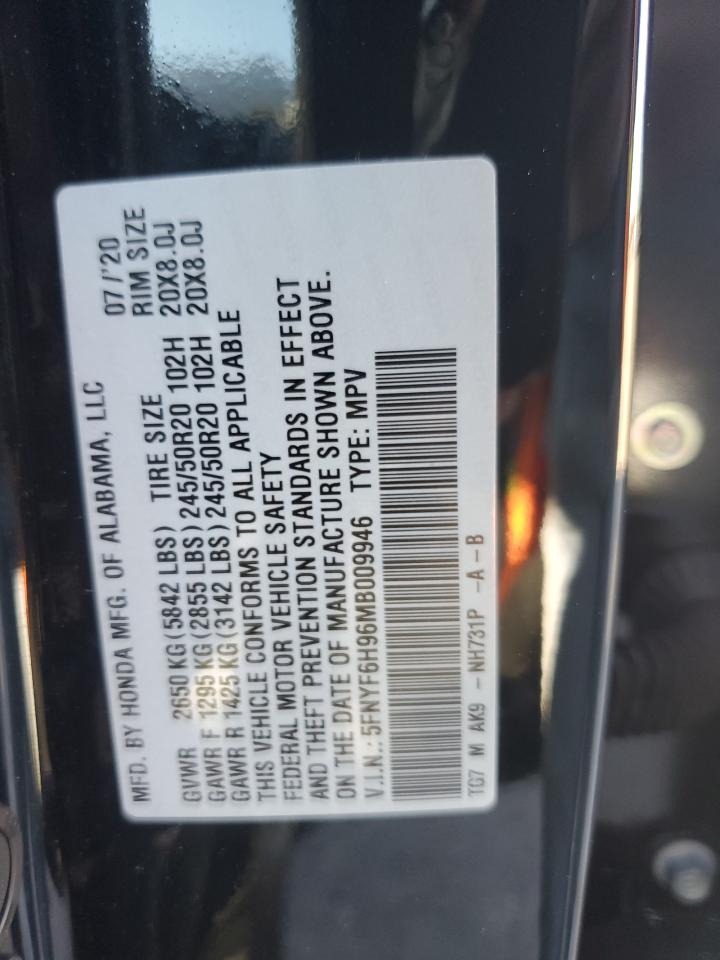 MFD. BY HONDA MFG. OF ALABAMA, LLC 07/'20
GVWR 2650 KG(5842 LBS) TIRE SIZE RIM SIZE
GAWR F 1295 KG(2855 LBS)245/50R20 102H 20X8.0J
GAWR R 1425 KG(3142 LBS)245/50R20 102H 20X8.0J
THIS VEHICLE CONFORMS TO ALL APPLICABLE
FEDERAL MOTOR VEHICLE SAFETY
AND THEFT PREVENTION STANDARDS IN EFFECT
ON THE DATE OF MANUFACTURE SHOWN ABOVE.
V.I.N.: 5FNYF6H96MB009946 TYPE: MPV
TG7 M AK9 -NH731P -A-B